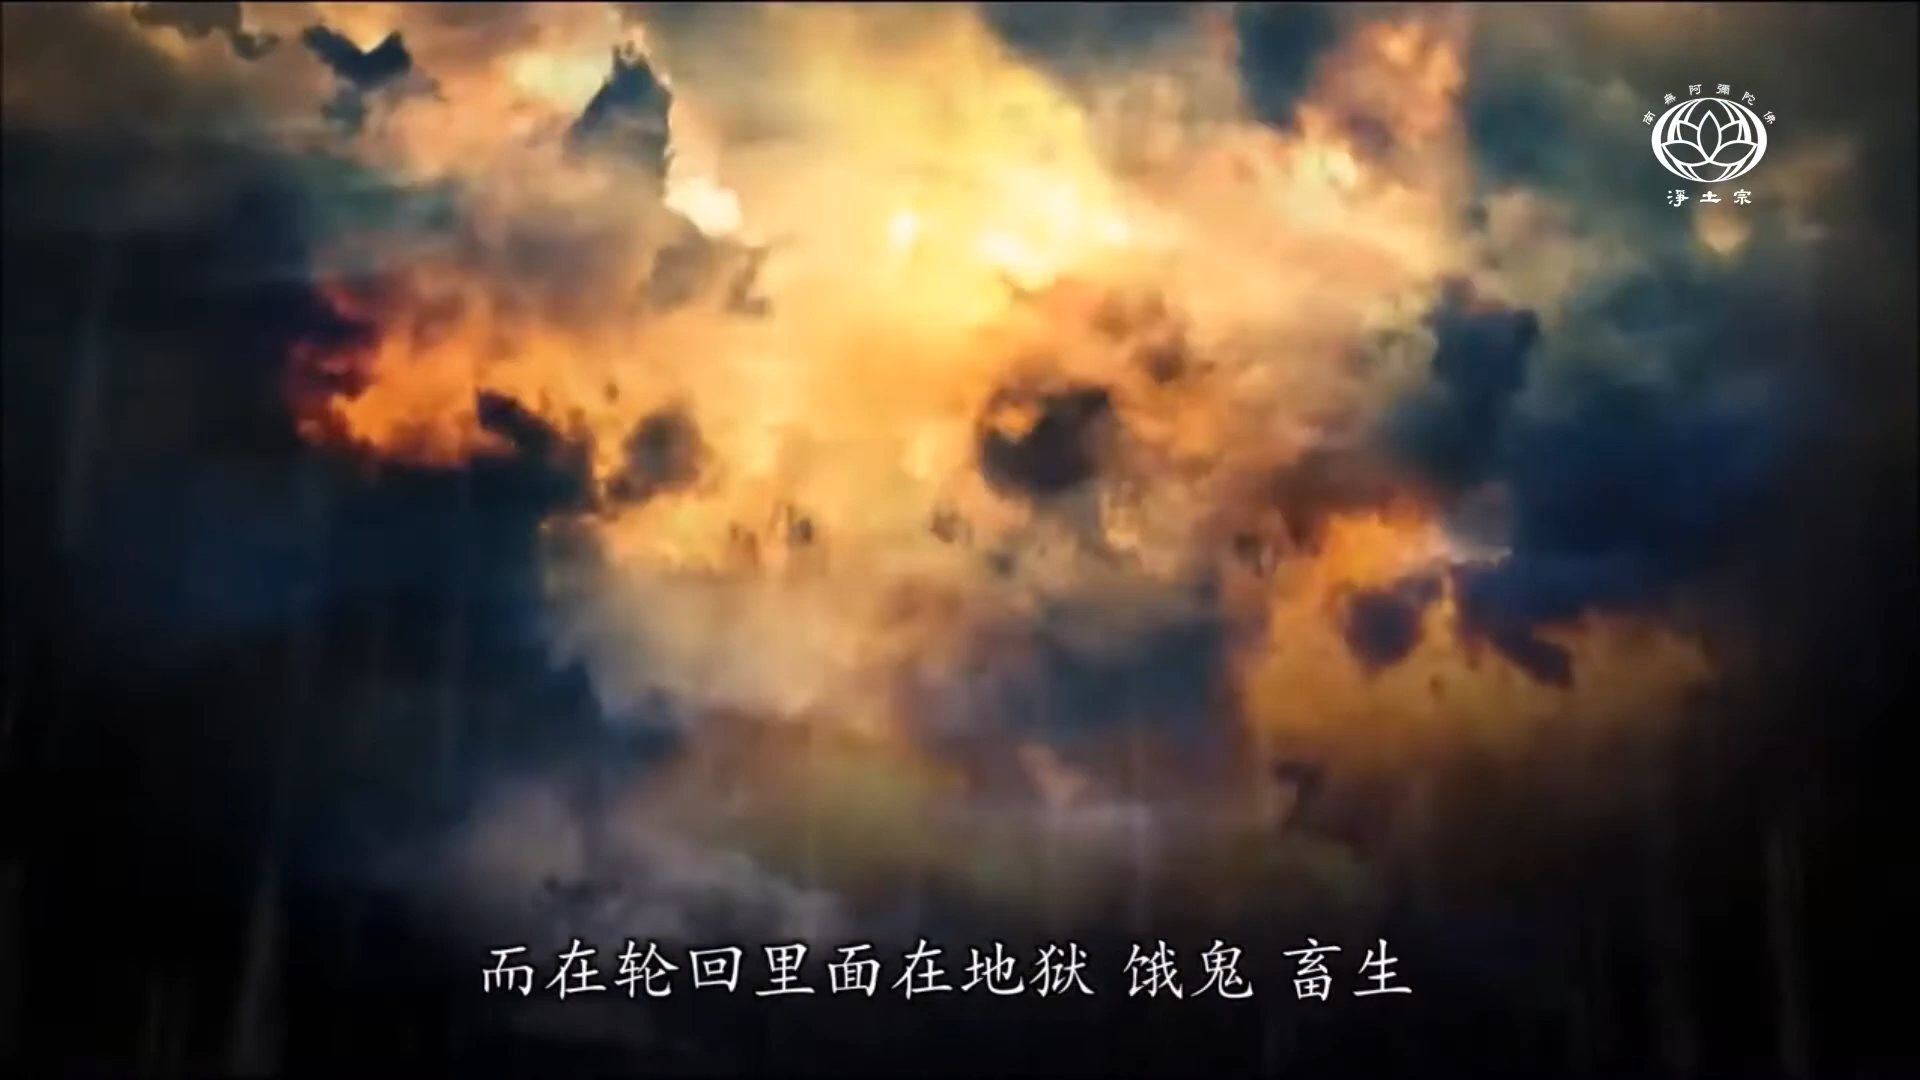 南無阿彌陀佛
淨土宗
而在轮回里面在地狱 饿鬼 畜生